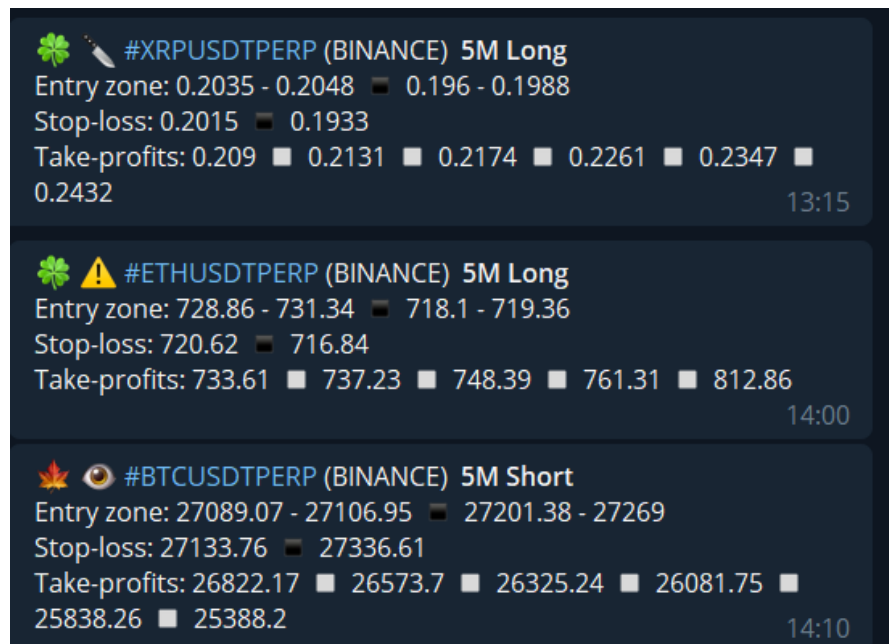 🍀 🔪 #XRPUSDTPERP (BINANCE) 5M Long
Entry zone: 0.2035 - 0.2048 ▪️ 0.196 - 0.1988
Stop-loss: 0.2015 ▪️ 0.1933
Take-profits: 0.209 ◽ 0.2131 ◽ 0.2174 ◽ 0.2261 ◽ 0.2347 ◽
0.2432
13:15
🍀 ⚠️ #ETHUSDTPERP (BINANCE) 5M Long
Entry zone: 728.86 - 731.34 ▪️ 718.1 - 719.36
Stop-loss: 720.62 ▪️ 716.84
Take-profits: 733.61 ◽ 737.23 ◽ 748.39 ◽ 761.31 ◽ 812.86
14:00
🍁 👁 #BTCUSDTPERP (BINANCE) 5M Short
Entry zone: 27089.07 - 27106.95 ▪️ 27201.38 - 27269
Stop-loss: 27133.76 ▪️ 27336.61
Take-profits: 26822.17 ◽ 26573.7 ◽ 26325.24 ◽ 26081.75 ◽
25838.26 ◽ 25388.2
14:10